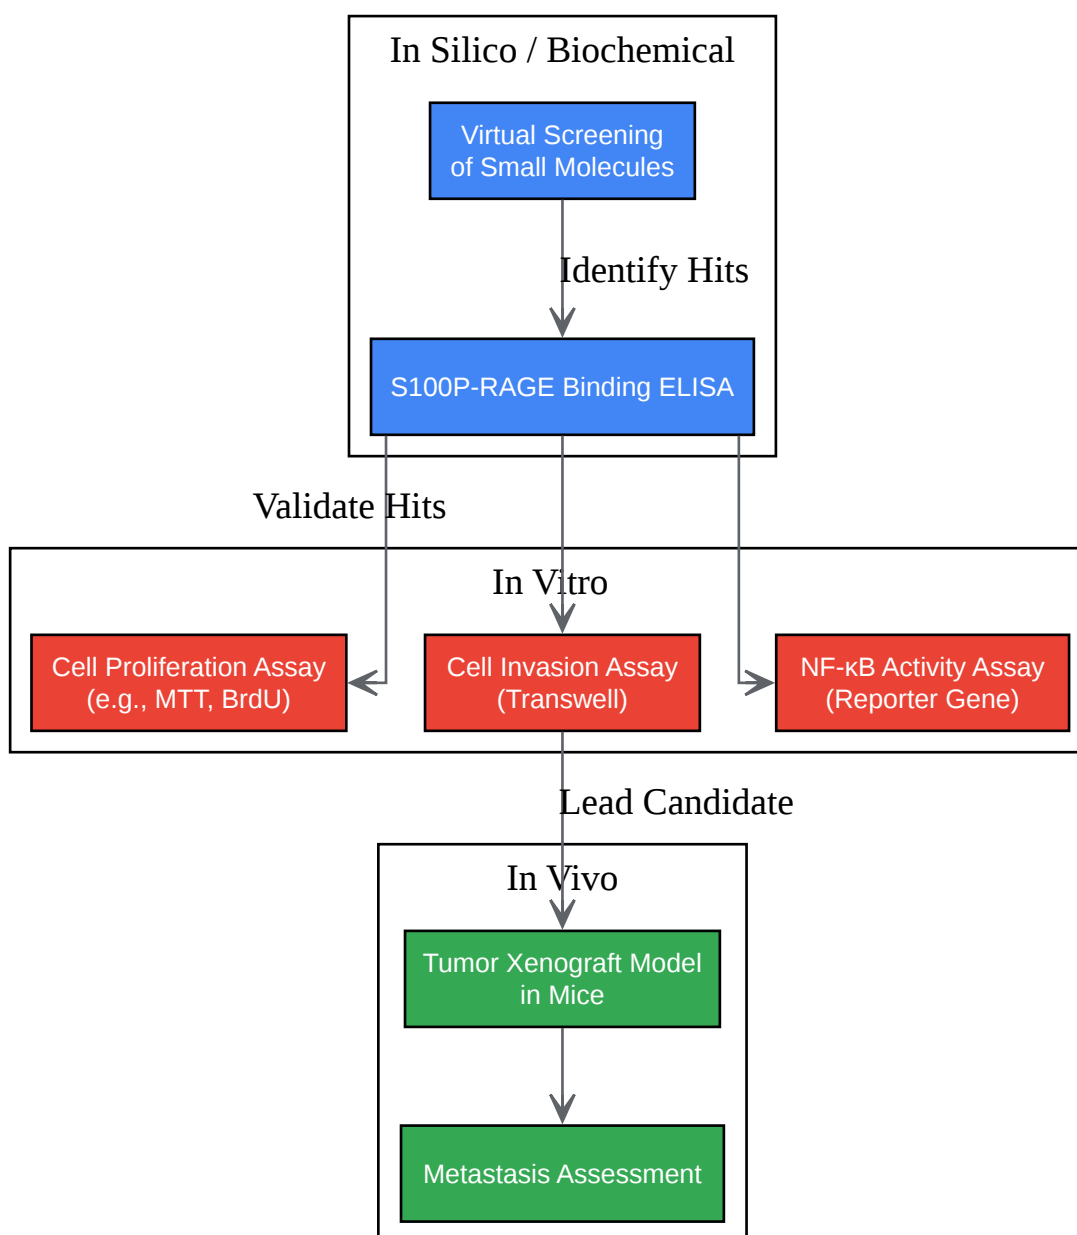 In Silico / Biochemical
Virtual Screening
of Small Molecules
Identify Hits
S100P-RAGE Binding ELISA
Validate Hits
In Vitro
Cell Proliferation Assay
(e.g., MTT, BrdU)
Cell Invasion Assay
(Transwell)
NF-κB Activity Assay
(Reporter Gene)
Lead Candidate
In Vivo
Tumor Xenograft Model
in Mice
Metastasis Assessment